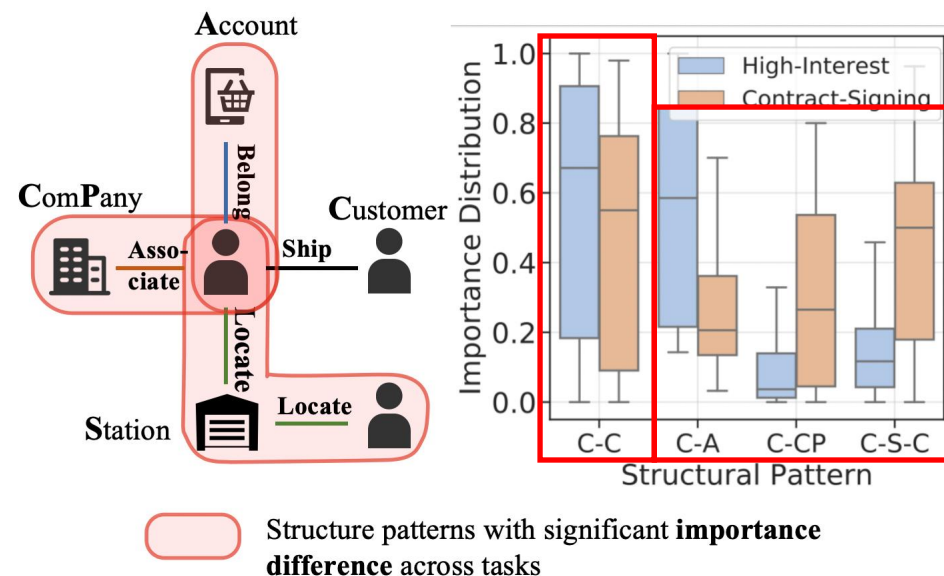 Account
Belong
ComPany
Asso-
ciate
Ship
Customer
Locate
Station
Locate
Importance Distribution
1.0
0.8
0.6
0.4
0.2
0.0
High-Interest
Contract-Signing
C-C
C-A
C-CP
C-S-C
Structural Pattern
Structure patterns with significant importance
difference across tasks